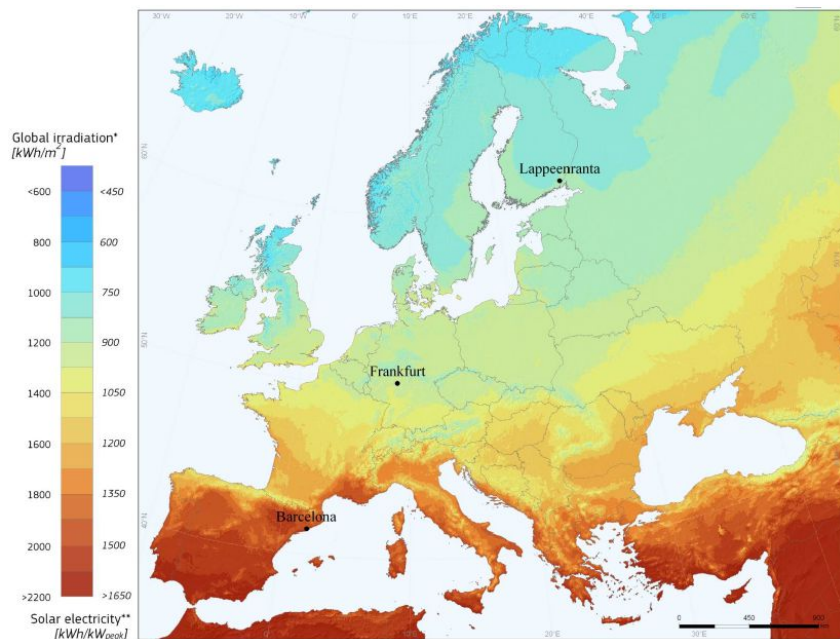 30°W
20°W
10°W
0°
10°E
20°E
30°E
40°E
60°N
50°N
40°N
0°
20°E
30°E
Global irradiation*
[kWh/m²]
<600 <450
800 600
1000 750
1200 900
1400 1050
1600 1200
1800 1350
2000 1500
>2200 >1650
Solar electricity**
[kWh/kWpeak]
Lappeenranta
Frankfurt
Barcelona
0 450 900